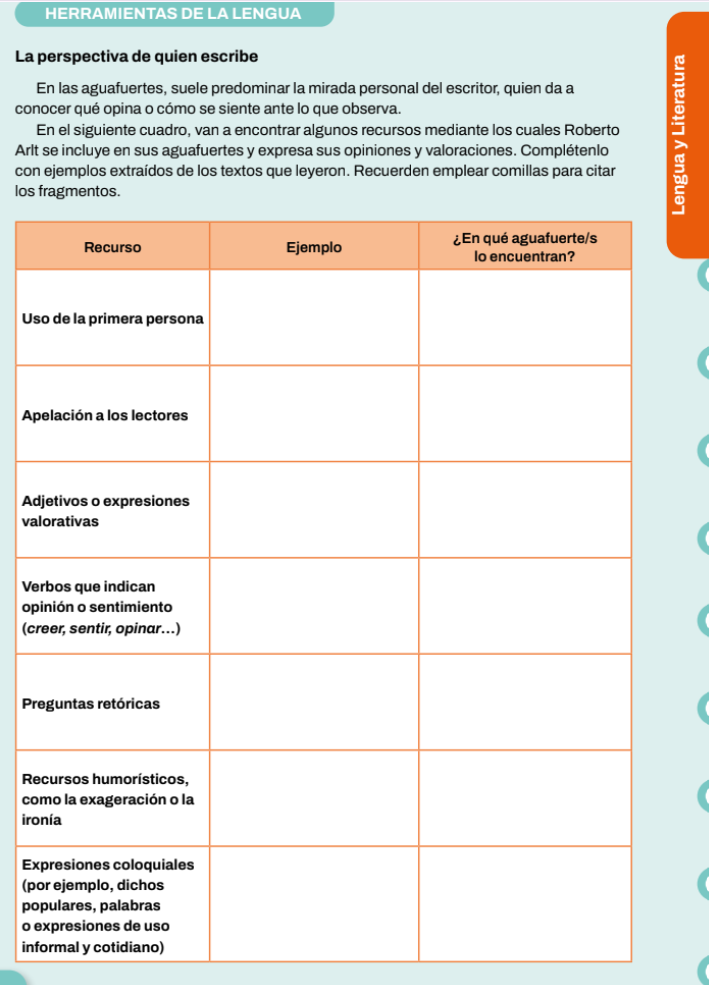 HERRAMIENTAS DE LA LENGUA
La perspectiva de quien escribe
En las aguafuertes, suele predominar la mirada personal del escritor, quien da a
conocer qué opina o cómo se siente ante lo que observa.
En el siguiente cuadro, van a encontrar algunos recursos mediante los cuales Roberto
Arlt se incluye en sus aguafuertes y expresa sus opiniones y valoraciones. Complétenlo
con ejemplos extraídos de los textos que leyeron. Recuerden emplear comillas para citar
los fragmentos.
Lengua y Literatura
Recurso
Ejemplo
¿En qué aguafuerte/s
lo encuentran?
Uso de la primera persona
Apelación a los lectores
Adjetivos o expresiones
valorativas
Verbos que indican
opinión o sentimiento
(creer, sentir, opinar...)
Preguntas retóricas
Recursos humorísticos,
como la exageración o la
ironía
Expresiones coloquiales
(por ejemplo, dichos
populares, palabras
o expresiones de uso
informal y cotidiano)